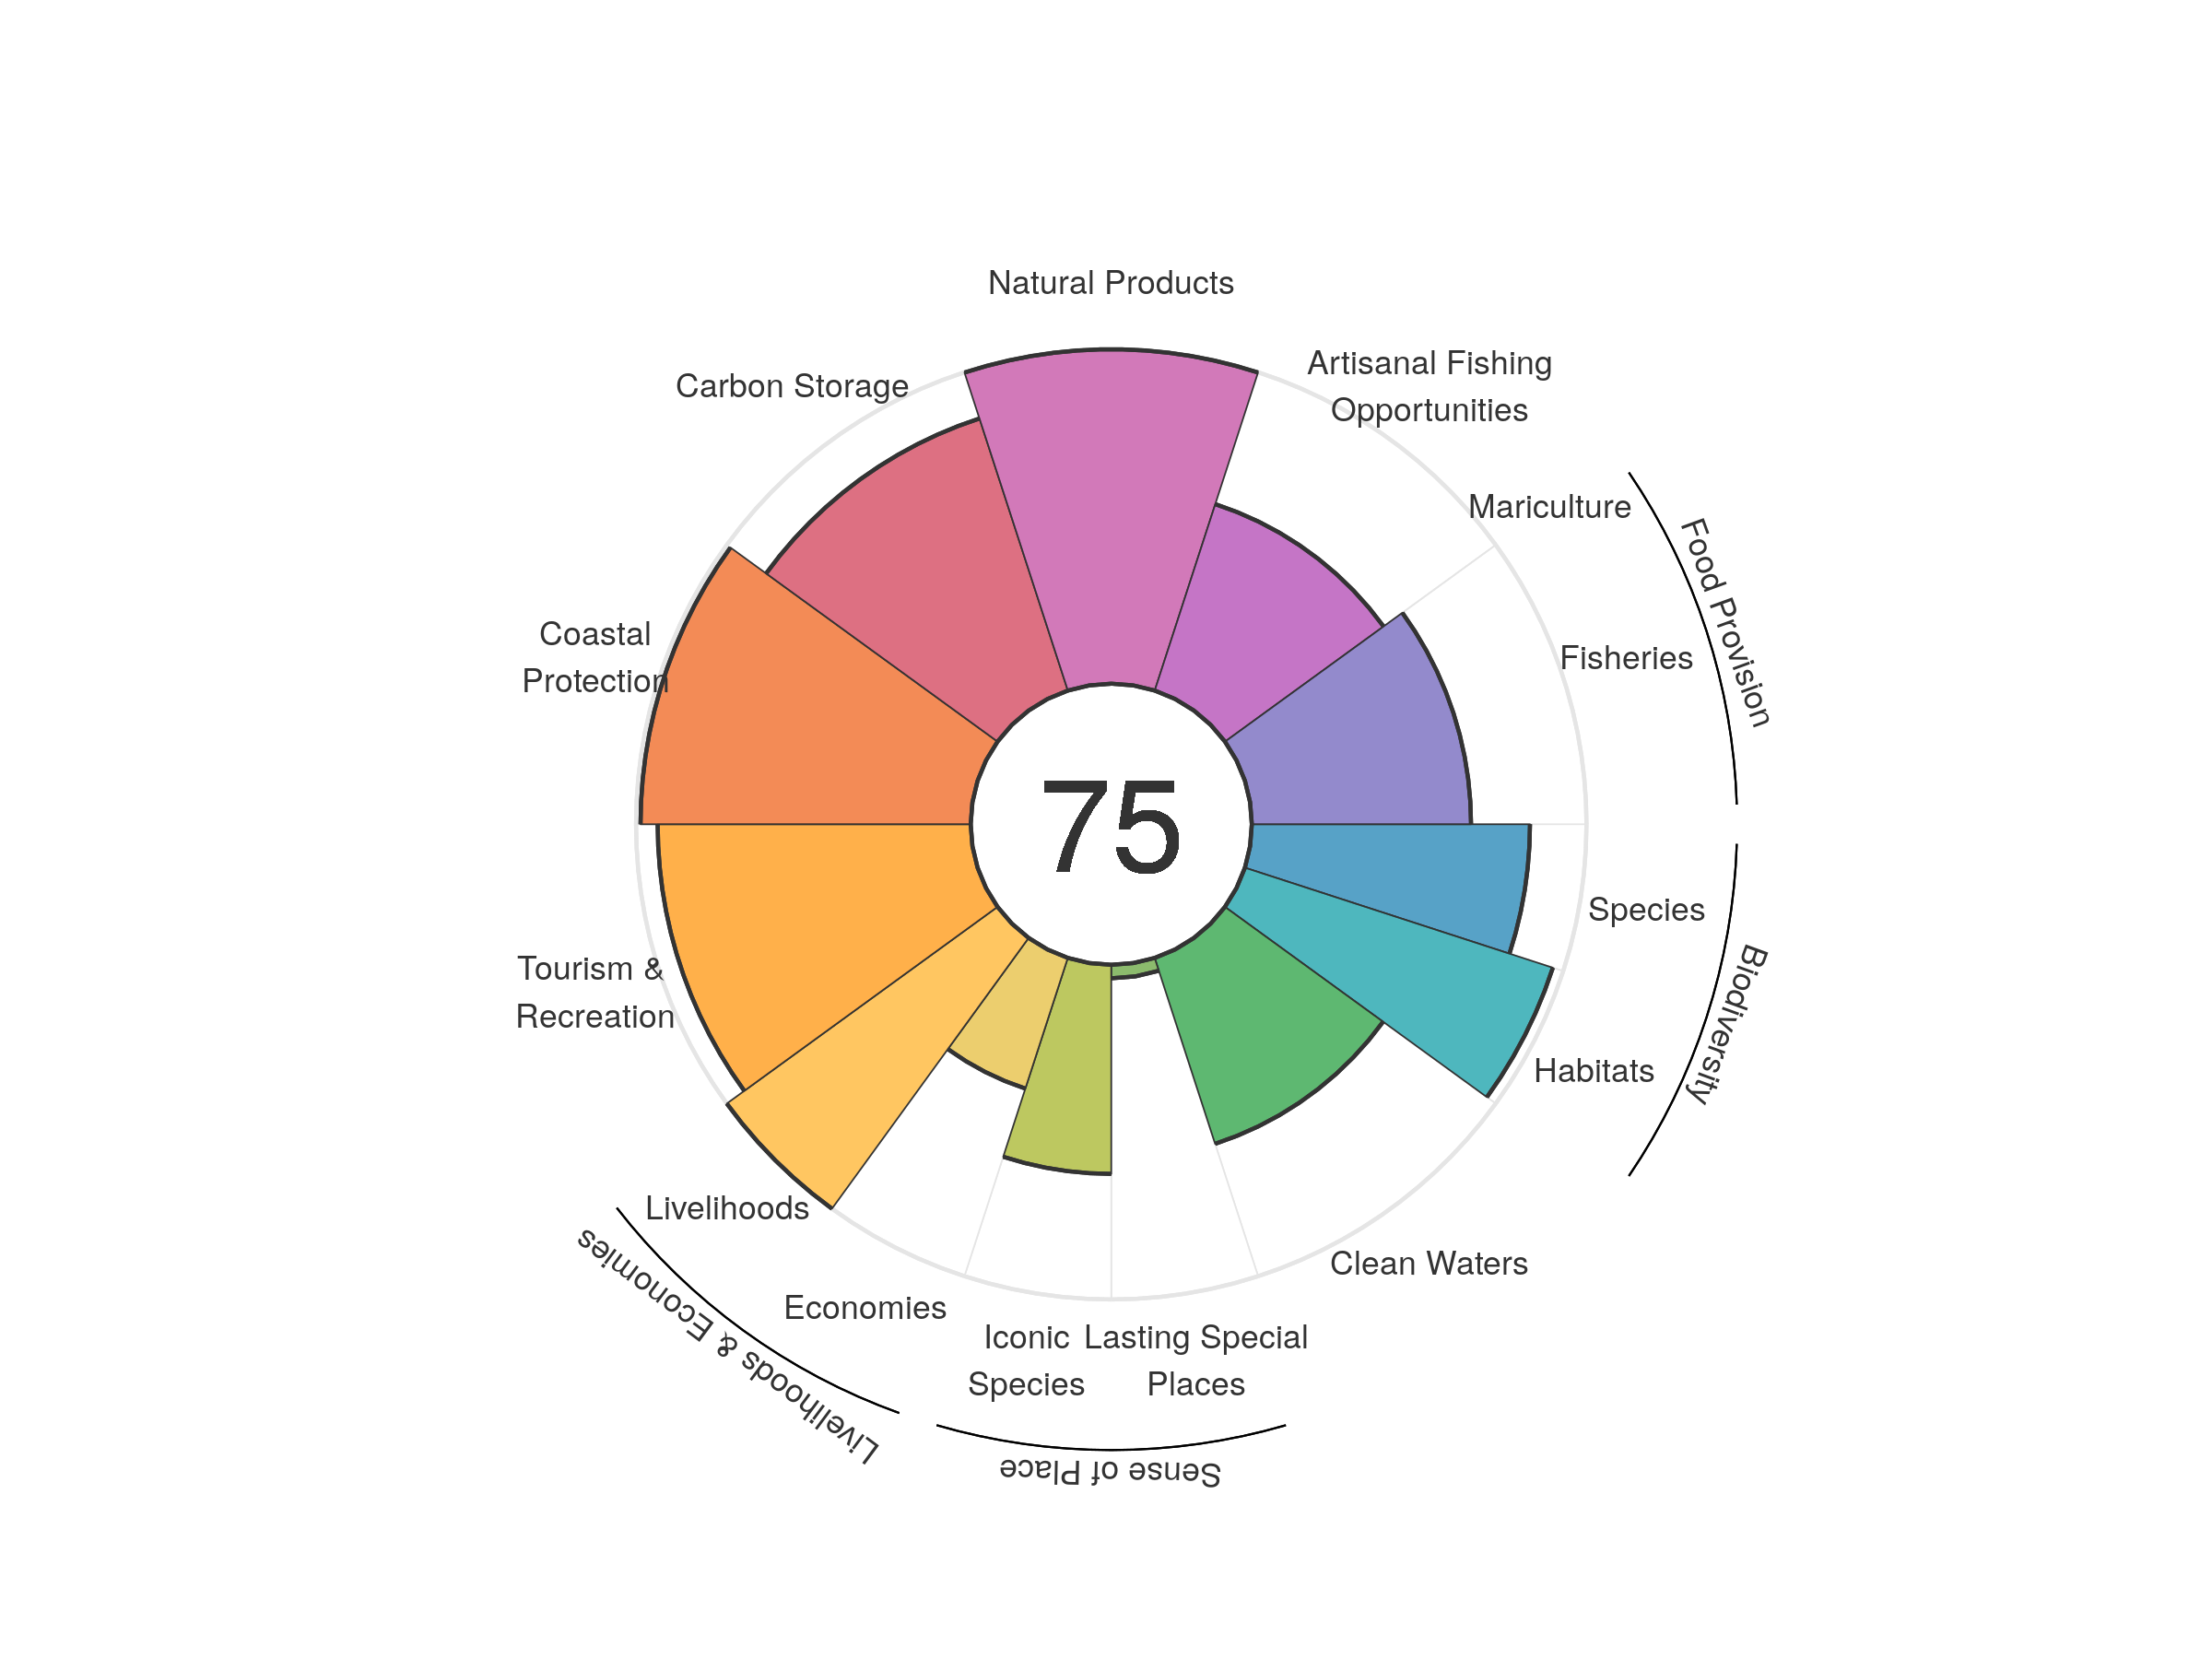 Natural Products
Artisanal Fishing
Opportunities
Carbon Storage
Mariculture
Food Provision
Fisheries
Coastal
Protection
75
Species
Biodiversity
Tourism &
Recreation
Habitats
Livelihoods
Clean Waters
Livelihoods & Economies
Economies
Iconic
Species
Lasting Special
Places
Sense of Place